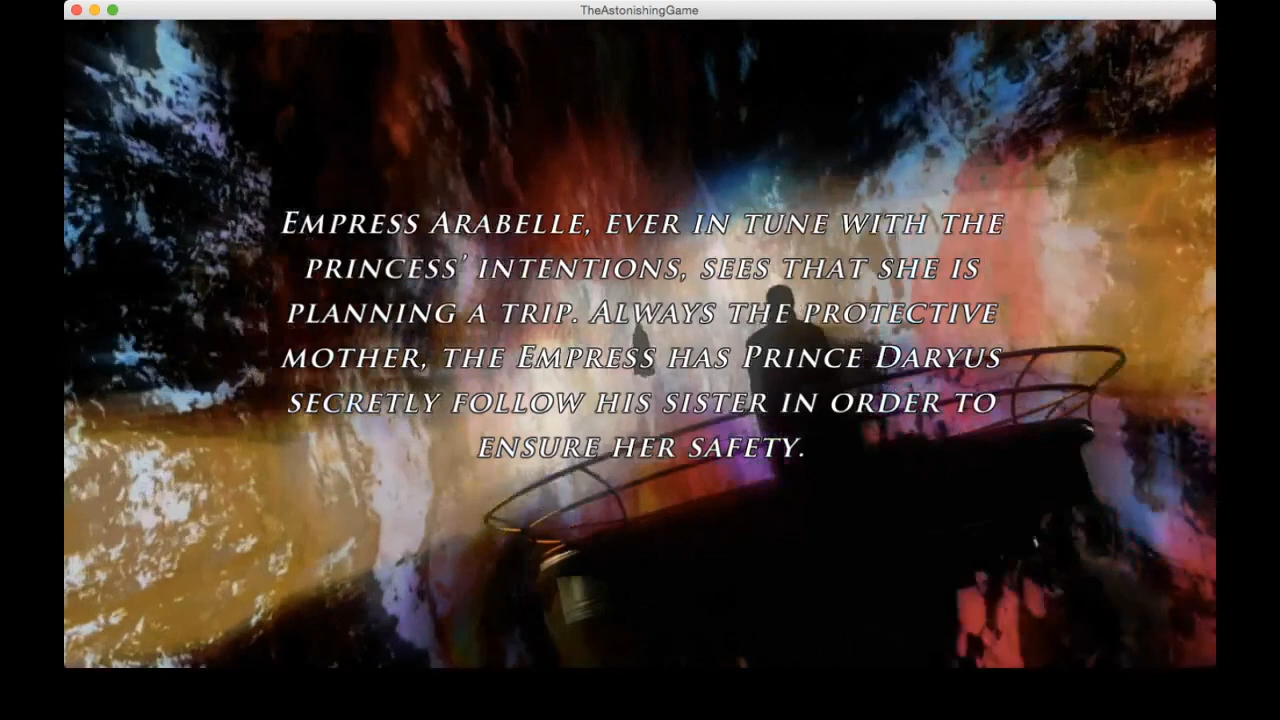 TheAstonishingGame
Empress Arabelle, ever in tune with the
princess' intentions, sees that she is
planning a trip. Always the protective
mother, the Empress has Prince Daryus
secretly follow his sister in order to
ensure her safety.